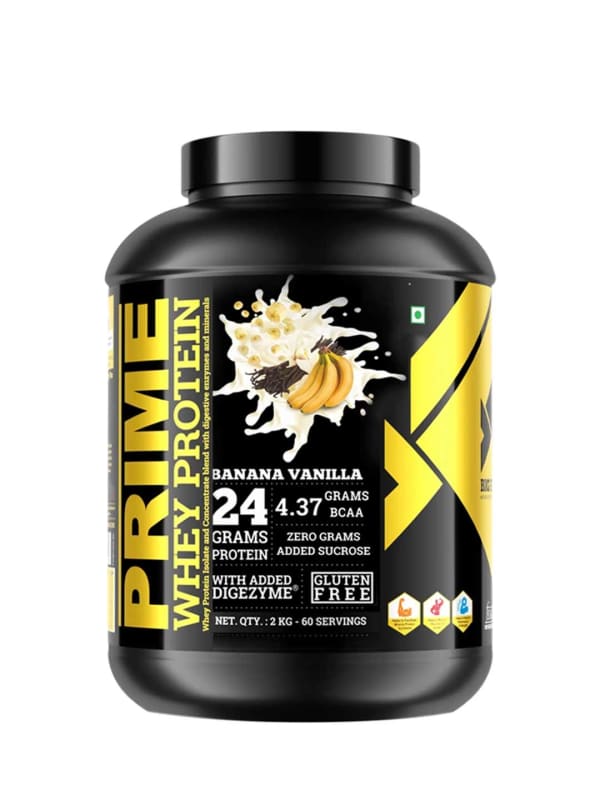 PRIME
WHEY PROTEIN
Whey Protein Isolate and Concentrate blend with digestive enzymes and minerals
BANANA VANILLA
24
GRAMS
PROTEIN
4.37 GRAMS
BCAA
ZERO GRAMS
ADDED SUCROSE
WITH ADDED
DIGEZYME®
GLUTEN
FREE
NET. QTY. : 2 KG - 60 SERVINGS